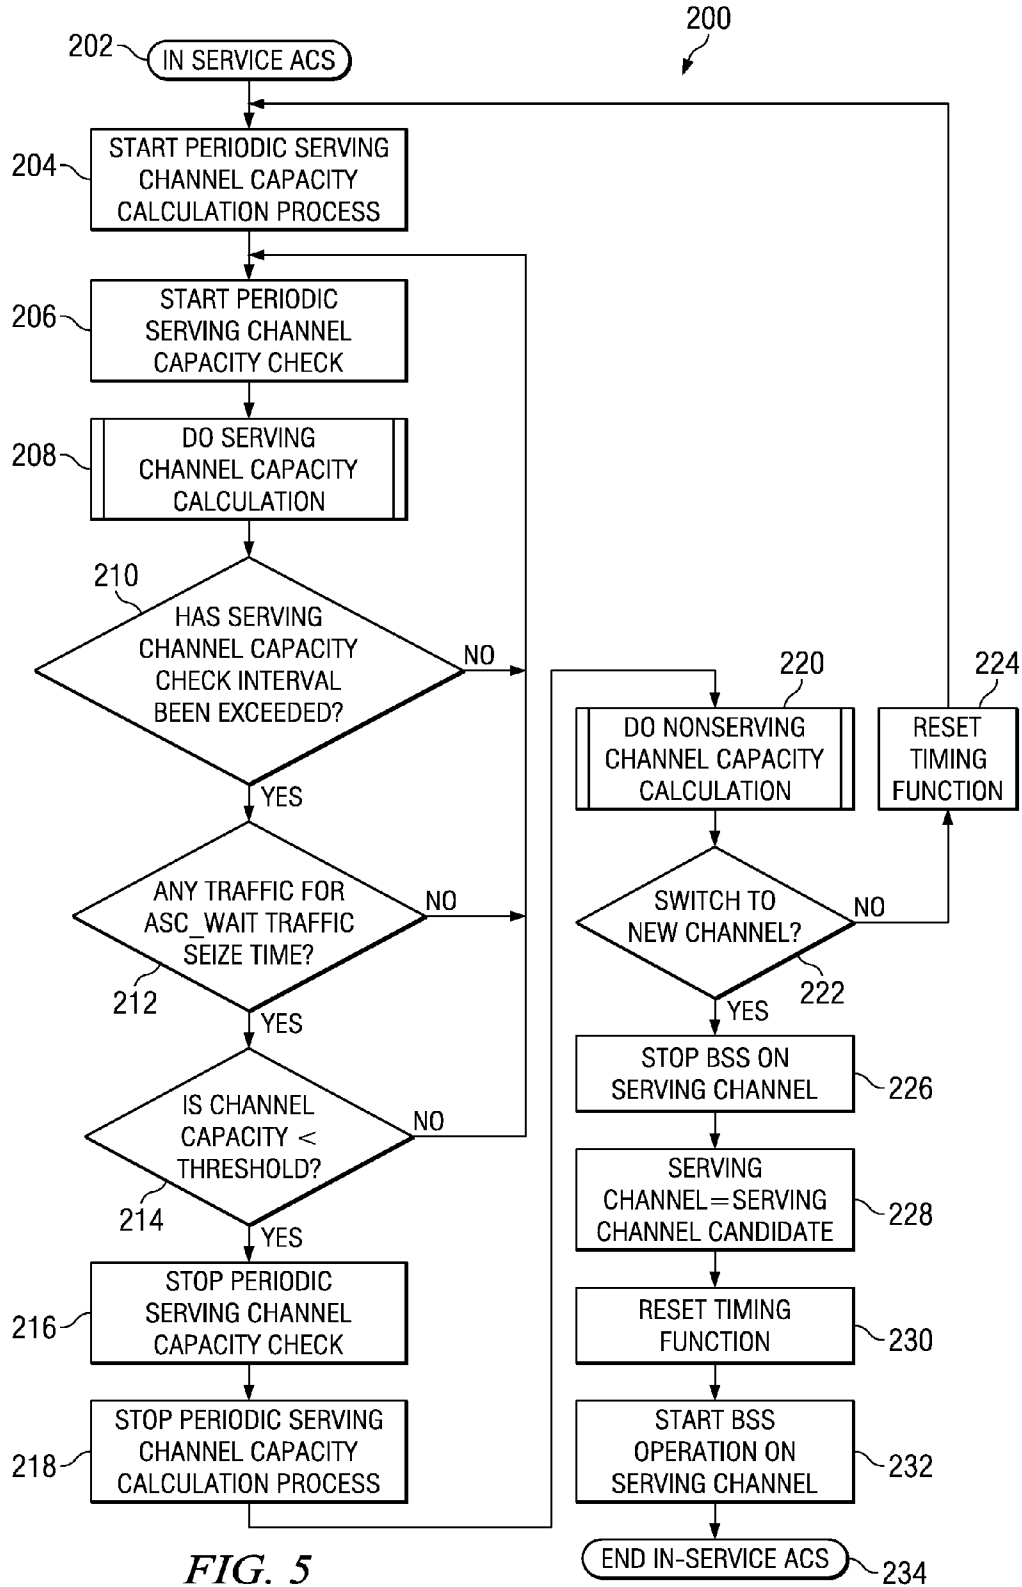 200
202
IN SERVICE ACS
204
START PERIODIC SERVING
CHANNEL CAPACITY
CALCULATION PROCESS
206
START PERIODIC
SERVING CHANNEL
CAPACITY CHECK
208
DO SERVING
CHANNEL CAPACITY
CALCULATION
210
HAS SERVING
CHANNEL CAPACITY
CHECK INTERVAL
BEEN EXCEEDED?
NO
YES
ANY TRAFFIC FOR
ASC_WAIT TRAFFIC
SEIZE TIME?
NO
212
YES
IS CHANNEL
CAPACITY <
THRESHOLD?
NO
214
YES
216
STOP PERIODIC
SERVING CHANNEL
CAPACITY CHECK
218
STOP PERIODIC SERVING
CHANNEL CAPACITY
CALCULATION PROCESS
220
DO NONSERVING
CHANNEL CAPACITY
CALCULATION
224
RESET
TIMING
FUNCTION
SWITCH TO
NEW CHANNEL?
NO
222
YES
STOP BSS ON
SERVING CHANNEL
226
SERVING
CHANNEL=SERVING
CHANNEL CANDIDATE
228
RESET TIMING
FUNCTION
230
START BSS
OPERATION ON
SERVING CHANNEL
232
END IN-SERVICE ACS
234
FIG. 5